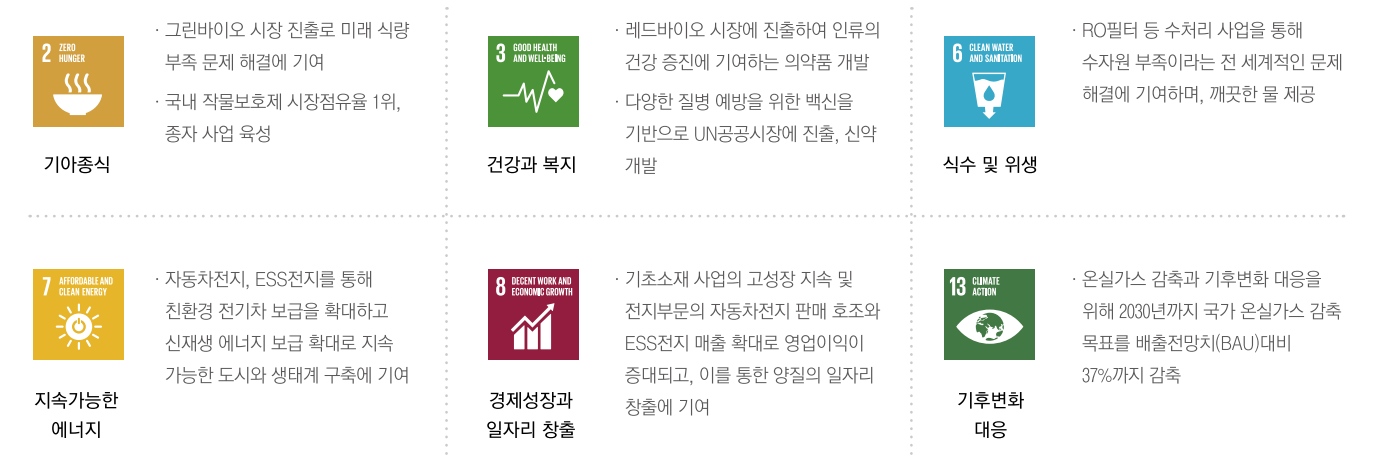 2 ZERO
HUNGER
기아종식
· 그린바이오 시장 진출로 미래 식량
부족 문제 해결에 기여
· 국내 작물보호제 시장점유율 1위,
종자 사업 육성
3 GOOD HEALTH
AND WELL-BEING
건강과 복지
· 레드바이오 시장에 진출하여 인류의
건강 증진에 기여하는 의약품 개발
· 다양한 질병 예방을 위한 백신을
기반으로 UN공공시장에 진출, 신약
개발
6 CLEAN WATER
AND SANITATION
식수 및 위생
· RO필터 등 수처리 사업을 통해
수자원 부족이라는 전 세계적인 문제
해결에 기여하며, 깨끗한 물 제공
7 AFFORDABLE AND
CLEAN ENERGY
지속가능한
에너지
· 자동차전지, ESS전지를 통해
친환경 전기차 보급을 확대하고
신재생 에너지 보급 확대로 지속
가능한 도시와 생태계 구축에 기여
8 DECENT WORK AND
ECONOMIC GROWTH
경제성장과
일자리 창출
· 기초소재 사업의 고성장 지속 및
전지부문의 자동차전지 판매 호조와
ESS전지 매출 확대로 영업이익이
증대되고, 이를 통한 양질의 일자리
창출에 기여
13 CLIMATE
ACTION
기후변화
대응
· 온실가스 감축과 기후변화 대응을
위해 2030년까지 국가 온실가스 감축
목표를 배출전망치(BAU)대비
37%까지 감축